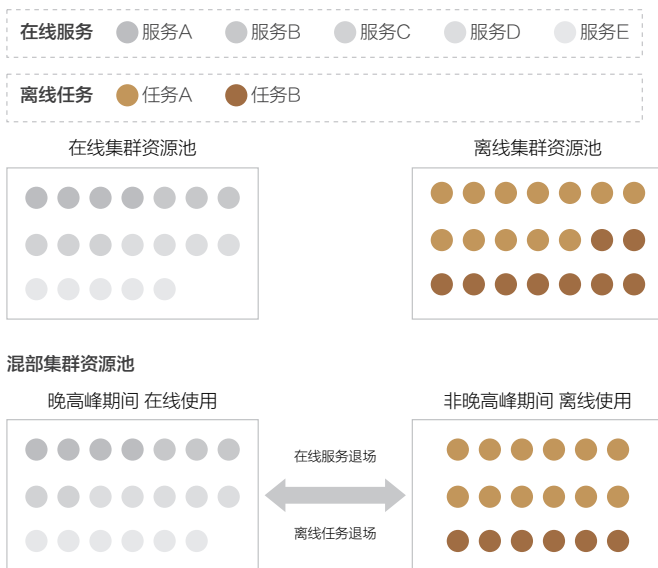 在线服务 服务A 服务B 服务C 服务D 服务E
离线任务 任务A 任务B
在线集群资源池 离线集群资源池
混部集群资源池
晚高峰期间 在线使用 非晚高峰期间 离线使用
在线服务退场
离线任务退场